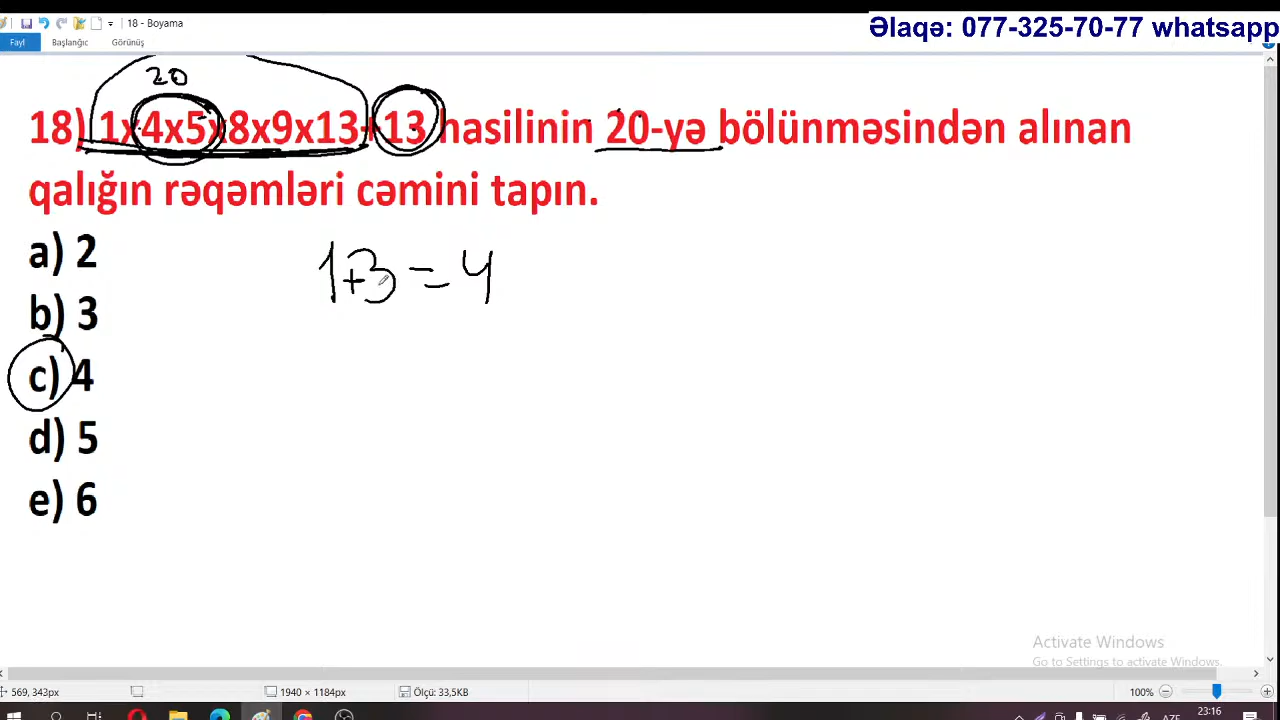 18 - Boyama
Əlaqə: 077-325-70-77 whatsapp
Fayl Başlanğıc Görünüş
20
18) 1x4x5x8x9x13+13 hasilinin 20-yə bölünməsindən alınan
qalığın rəqəmləri cəmini tapın.
a) 2
1+3=4
b) 3
c) 4
d) 5
e) 6
Activate Windows
Go to Settings to activate Windows.
569, 343px
1940 × 1184px
Ölçü: 33,5KB
100%
AZE
23:16